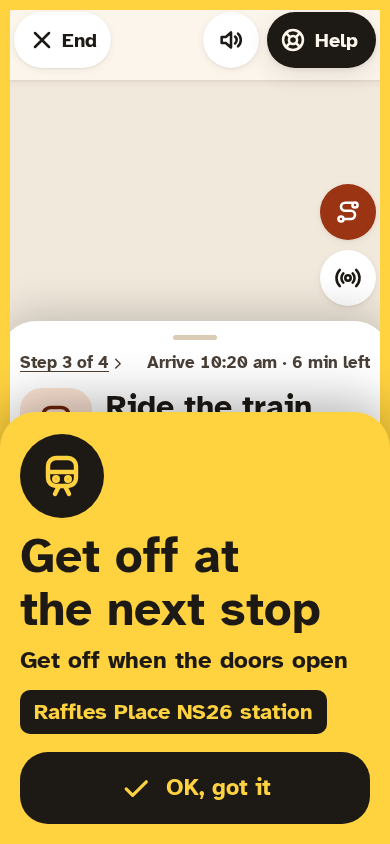 End
Help
Step 3 of 4
Arrive 10:20 am · 6 min left
Ride the train
Get off at
the next stop
Get off when the doors open
Raffles Place NS26 station
OK, got it